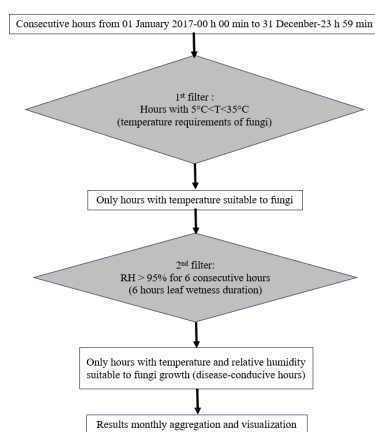 Consecutive hours from 01 January 2017-00 h 00 min to 31 Decenber-23 h 59 min
1st filter :
Hours with 5°C<T<35°C
(temperature requirements of fungi)
Only hours with temperature suitable to fungi
2nd filter:
RH > 95% for 6 consecutive hours
(6 hours leaf wetness duration)
Only hours with temperature and relative humidity
suitable to fungi growth (disease-conducive hours)
Results monthly aggregation and visualization